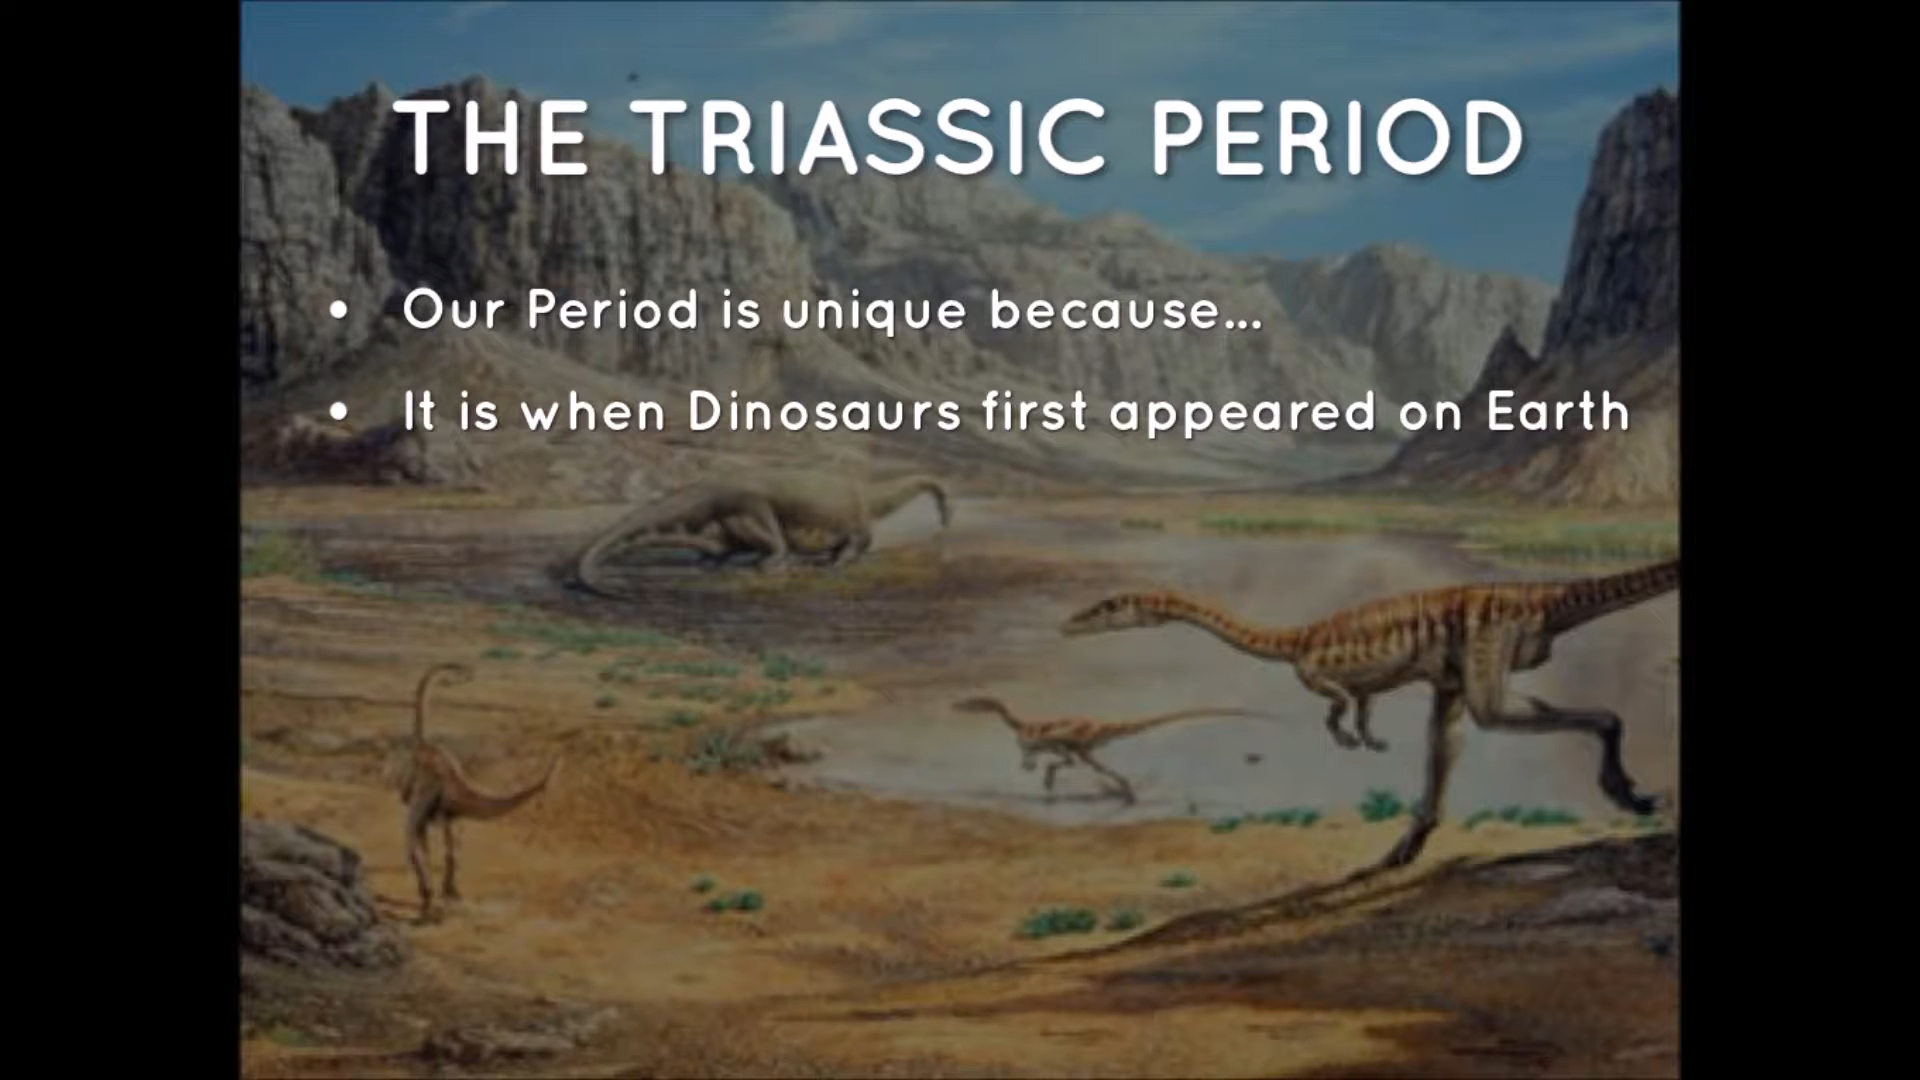 THE TRIASSIC PERIOD
• Our Period is unique because...
• It is when Dinosaurs first appeared on Earth